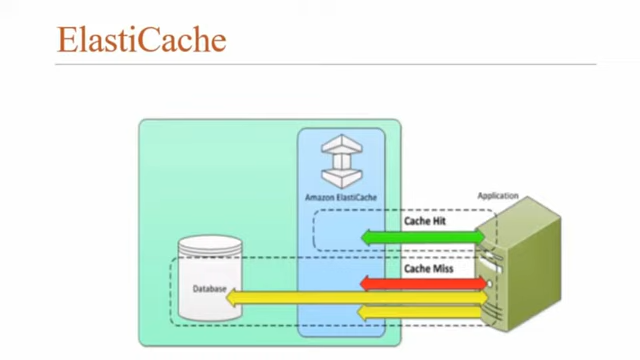 ElastiCache
Amazon ElastiCache
Application
Cache Hit
Cache Miss
Database